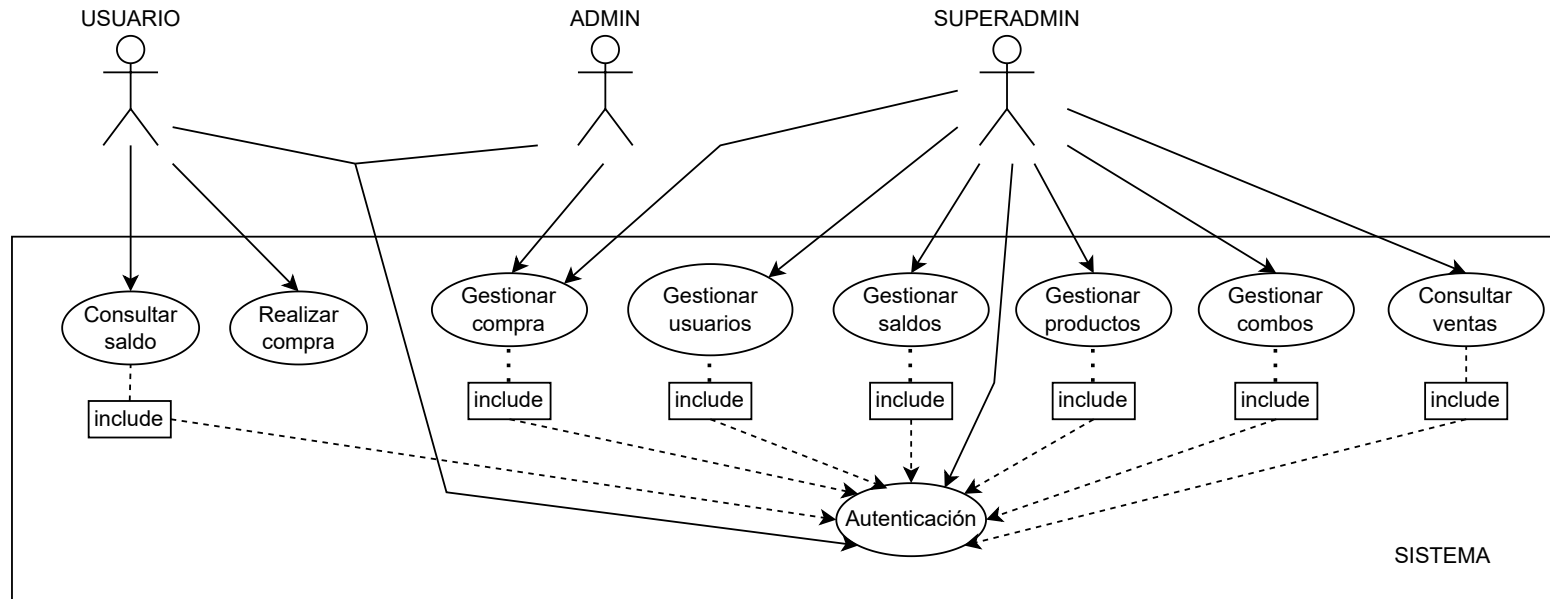 USUARIO
ADMIN
SUPERADMIN
Consultar
saldo
Realizar
compra
Gestionar
compra
Gestionar
usuarios
Gestionar
saldos
Gestionar
productos
Gestionar
combos
Consultar
ventas
include
include
include
include
include
include
include
Autenticación
SISTEMA